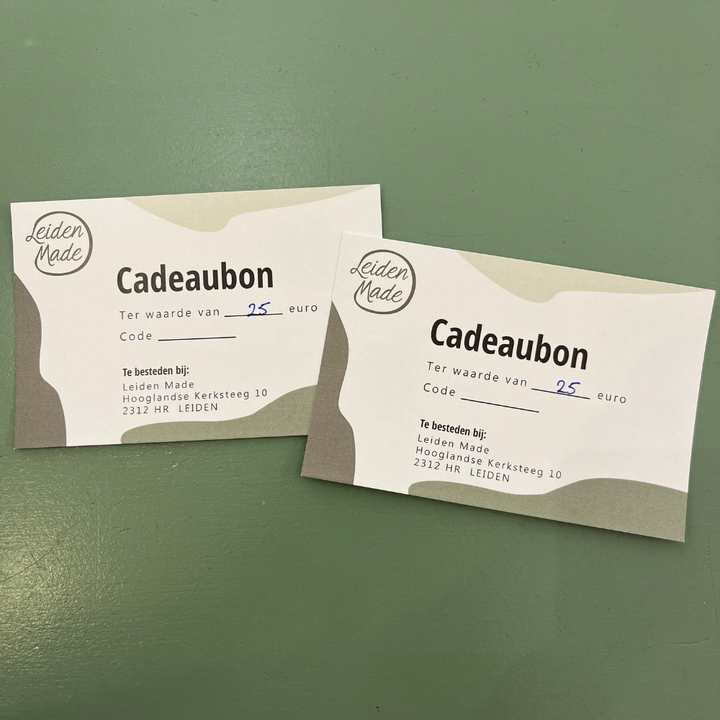 Leiden
Made
Cadeaubon
Ter waarde van 25 euro
Code
Te besteden bij:
Leiden Made
Hooglandse Kerksteeg 10
2312 HR LEIDEN
Leiden
Made
Cadeaubon
Ter waarde van 25 euro
Code
Te besteden bij:
Leiden Made
Hooglandse Kerksteeg 10
2312 HR LEIDEN